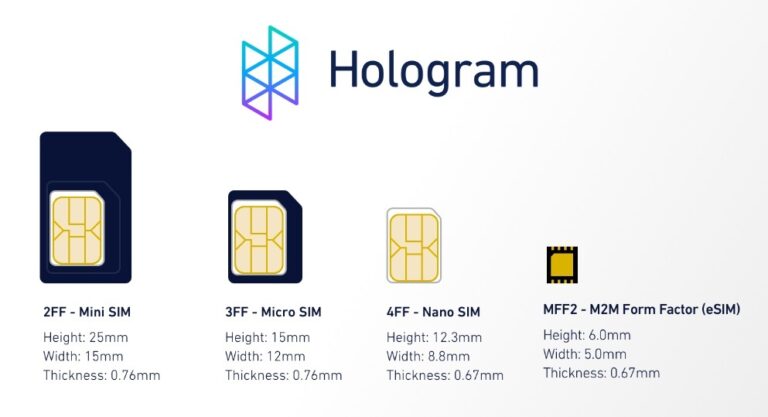 Hologram
2FF - Mini SIM
Height: 25mm
Width: 15mm
Thickness: 0.76mm
3FF - Micro SIM
Height: 15mm
Width: 12mm
Thickness: 0.76mm
4FF - Nano SIM
Height: 12.3mm
Width: 8.8mm
Thickness: 0.67mm
MFF2 - M2M Form Factor (eSIM)
Height: 6.0mm
Width: 5.0mm
Thickness: 0.67mm